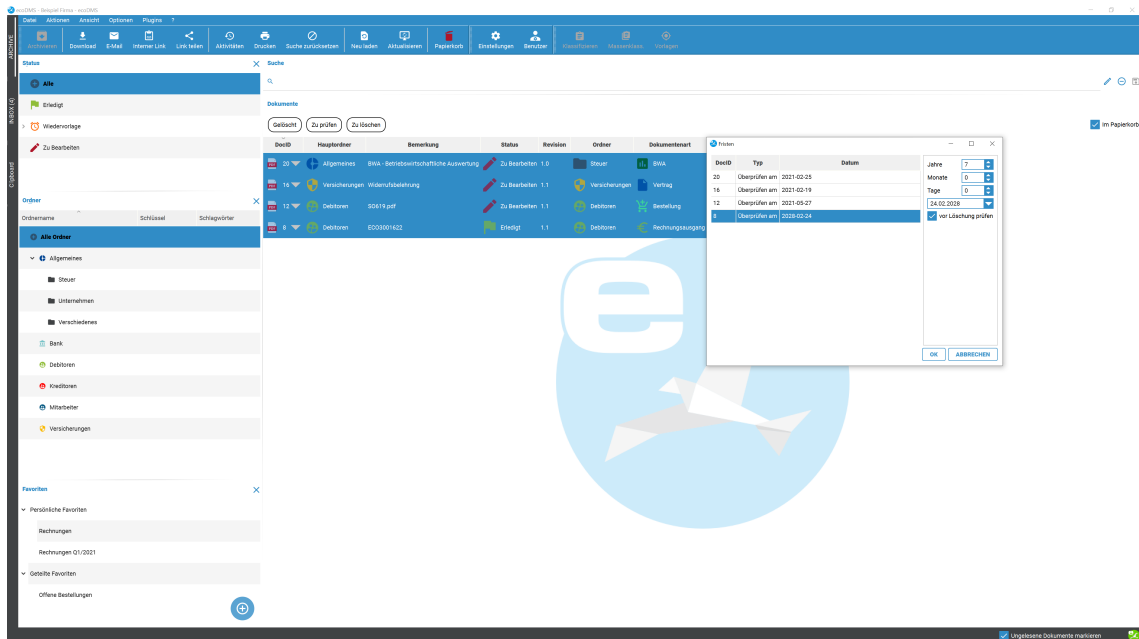 ecoDMS - Beispiel Firma - ecoDMS
Datei Aktionen Ansicht Optionen Plugins ?
Archivieren Download E-Mail Interner Link Link teilen Aktivitäten Drucken Suche zurücksetzen Neu laden Aktualisieren Papierkorb Einstellungen Benutzer Klassifizieren Massenklass. Vorlagen
ARCHIVE
INBOX (4)
Clipboard
Status
Alle
Erledigt
Wiedervorlage
Zu Bearbeiten
Ordner
Ordnername Schlüssel Schlagwörter
Alle Ordner
Allgemeines
Steuer
Unternehmen
Verschiedenes
Bank
Debitoren
Kreditoren
Mitarbeiter
Versicherungen
Favoriten
Persönliche Favoriten
Rechnungen
Rechnungen Q1/2021
Geteilte Favoriten
Offene Bestellungen
Suche
Dokumente
Gelöscht Zu prüfen Zu löschen
Im Papierkorb
DocID Hauptordner Bemerkung Status Revision Ordner Dokumentenart
20 Allgemeines BWA - Betriebswirtschaftliche Auswertung Zu Bearbeiten 1.0 Steuer BWA
16 Versicherungen Widerrufsbelehrung Zu Bearbeiten 1.1 Versicherungen Vertrag
12 Debitoren SO619.pdf Zu Bearbeiten 1.1 Debitoren Bestellung
8 Debitoren ECO3001622 Erledigt 1.1 Debitoren Rechnungsausgang
Fristen
DocID Typ Datum
20 Überprüfen am 2021-02-25
16 Überprüfen am 2021-02-19
12 Überprüfen am 2021-05-27
8 Überprüfen am 2028-02-24
Jahre 7
Monate 0
Tage 0
24.02.2028
vor Löschung prüfen
OK ABBRECHEN
e
Ungelesene Dokumente markieren